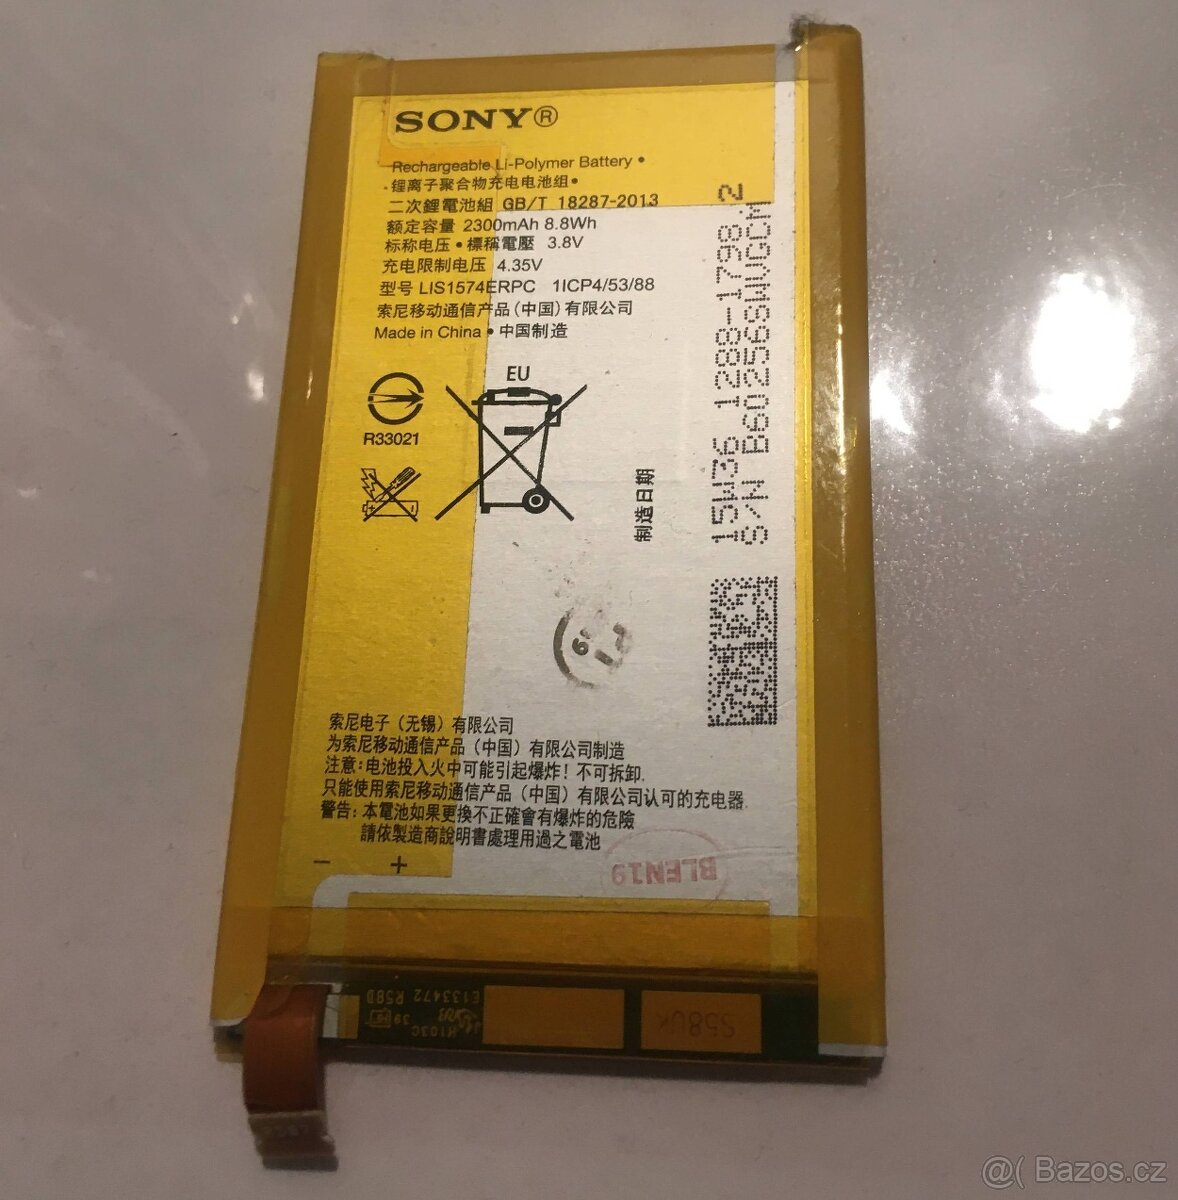 SONY®
Rechargeable Li-Polymer Battery •
·锂离子聚合物充电电池组•
二次鋰電池組 GB/T 18287-2013
额定容量 2300mAh 8.8Wh
标称电压•標稱電壓 3.8V
充电限制电压 4.35V
型号 LIS1574ERPC 1ICP4/53/88
索尼移动通信产品(中国)有限公司
Made in China • 中国制造
EU
R33021
制造日期
15W36 1288-1798.2
S/N B602566WVGCM
索尼电子(无锡)有限公司
为索尼移动通信产品(中国)有限公司制造
注意:电池投入火中可能引起爆炸!不可拆卸.
只能使用索尼移动通信产品(中国)有限公司认可的充电器.
警告:本電池如果更換不正確會有爆炸的危險
請依製造商說明書處理用過之電池
BLEN19
− +
E133472 R58D
H103C
39
@( Bazos.cz